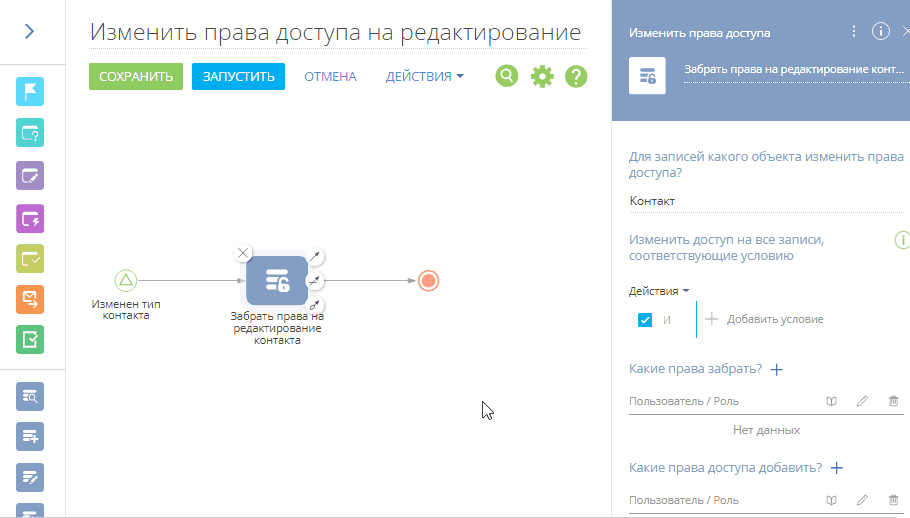 Изменить права доступа на редактирование
СОХРАНИТЬ
ЗАПУСТИТЬ
ОТМЕНА
ДЕЙСТВИЯ
Изменен тип
контакта
Забрать права на
редактирование
контакта
Изменить права доступа
Забрать права на редактирование конт...
Для записей какого объекта изменить права
доступа?
Контакт
Изменить доступ на все записи,
соответствующие условию
Действия
И
Добавить условие
Какие права забрать?
Пользователь / Роль
Нет данных
Какие права доступа добавить?
Пользователь / Роль